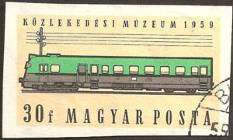 KÖZLEKEDÉSI MÚZEUM 1959
30f MAGYAR POSTA